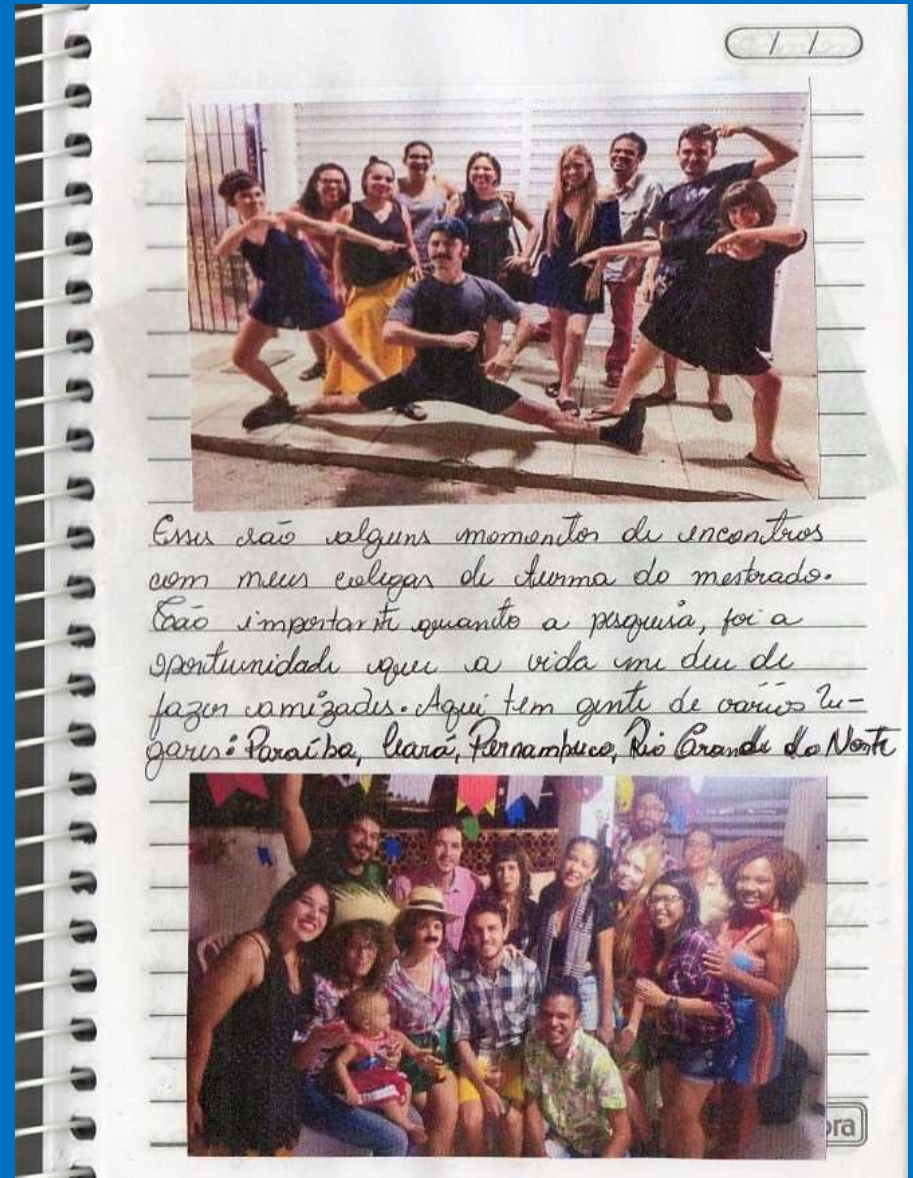 / /
Esses são alguns momentos de encontros
com meus colegas de turma do mestrado.
Tão importante quanto a pesquisa, foi a
oportunidade que a vida me deu de
fazer amizades. Aqui tem gente de varios lu-
gares: Paraíba, Ceará, Pernambuco, Rio Grande do Norte
ora